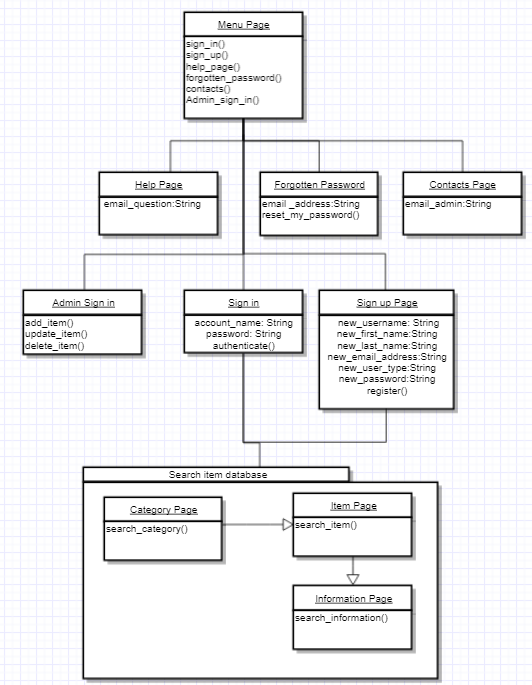 Menu Page
sign_in()
sign_up()
help_page()
forgotten_password()
contacts()
Admin_sign_in()
Help Page
email_question:String
Forgotten Password
email _address:String
reset_my_password()
Contacts Page
email_admin:String
Admin Sign in
add_item()
update_item()
delete_item()
Sign in
account_name: String
password: String
authenticate()
Sign up Page
new_username: String
new_first_name:String
new_last_name:String
new_email_address:String
new_user_type:String
new_password:String
register()
Search item database
Category Page
search_category()
Item Page
search_item()
Information Page
search_information()